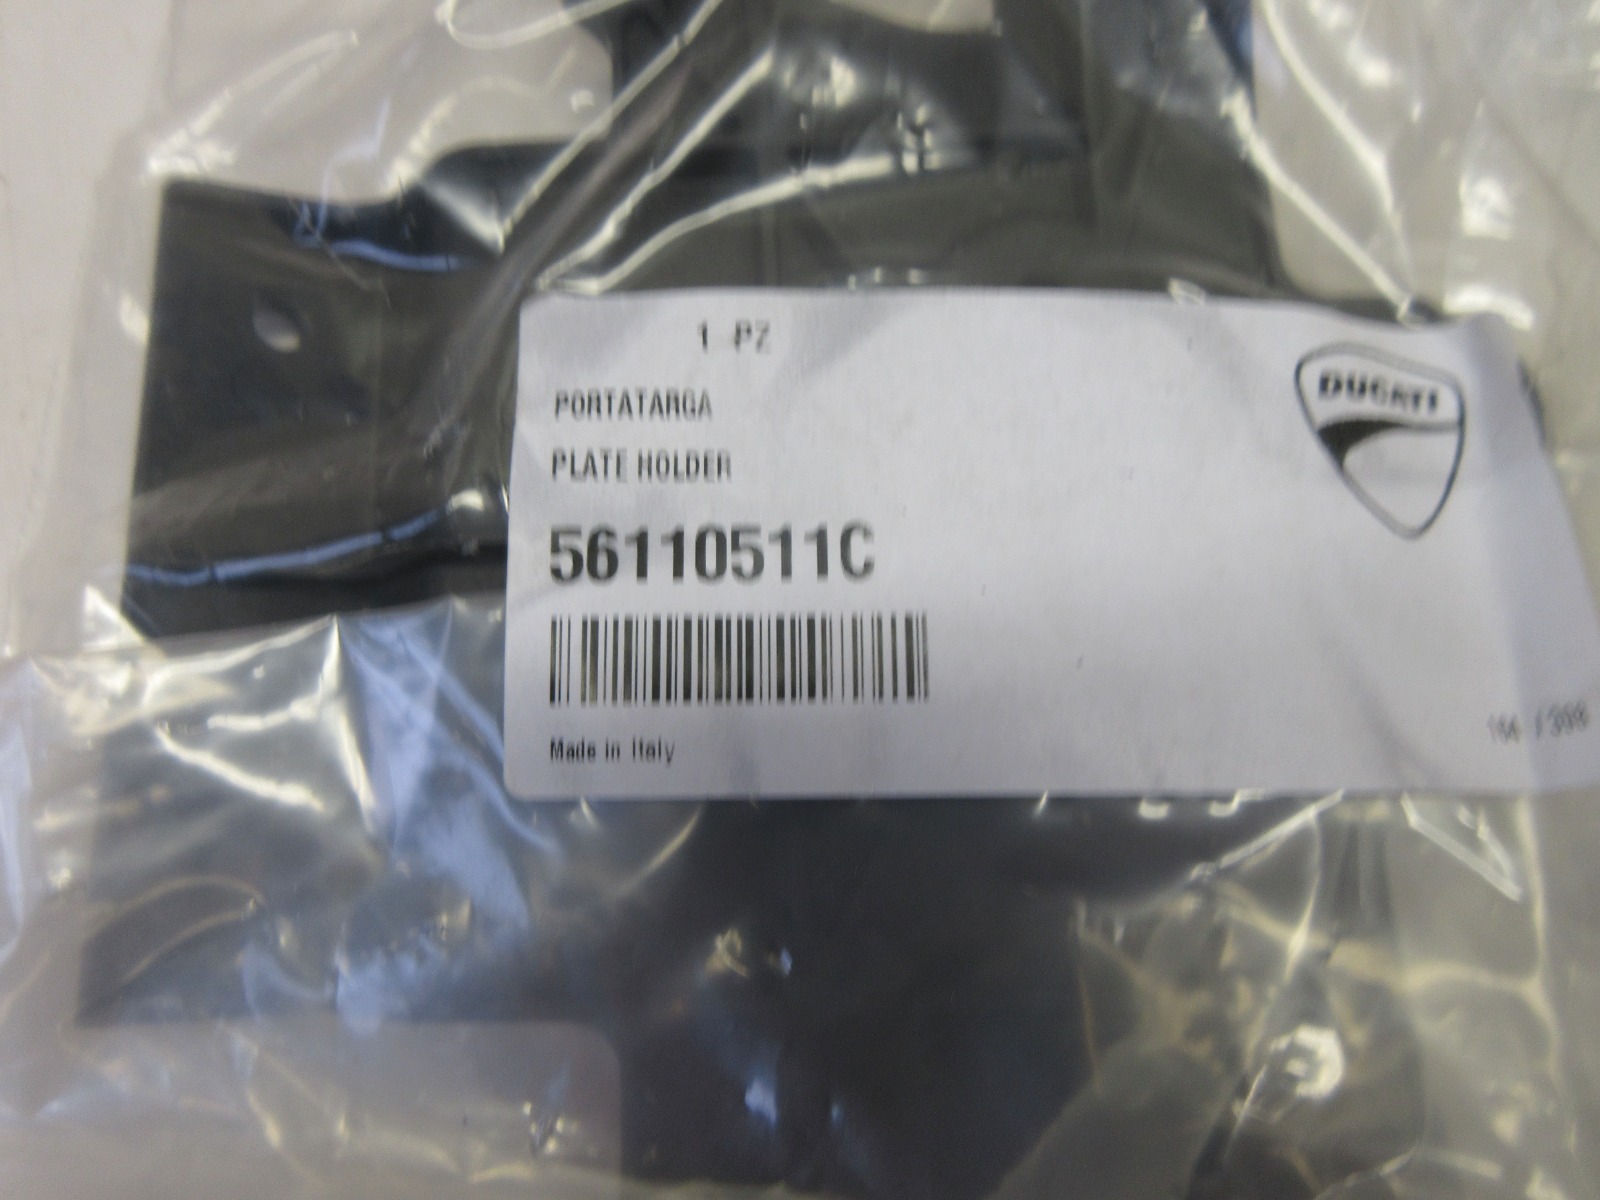 1 PZ
DUCATI
PORTATARGA
PLATE HOLDER
56110511C
Made in Italy